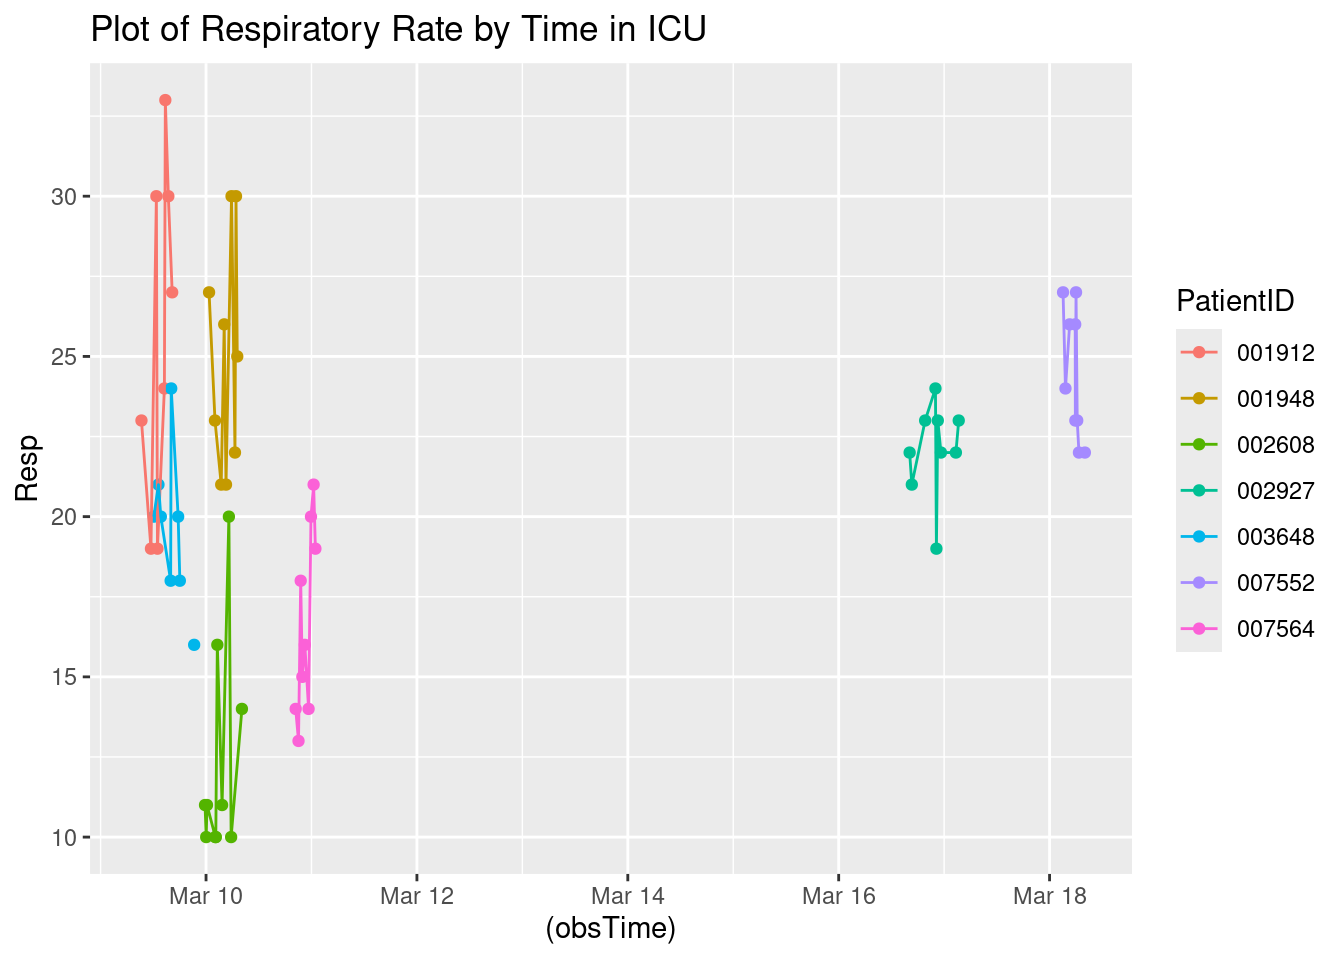 Plot of Respiratory Rate by Time in ICU
Resp
30
25
20
15
10
Mar 10
Mar 12
Mar 14
Mar 16
Mar 18
(obsTime)
PatientID
001912
001948
002608
002927
003648
007552
007564